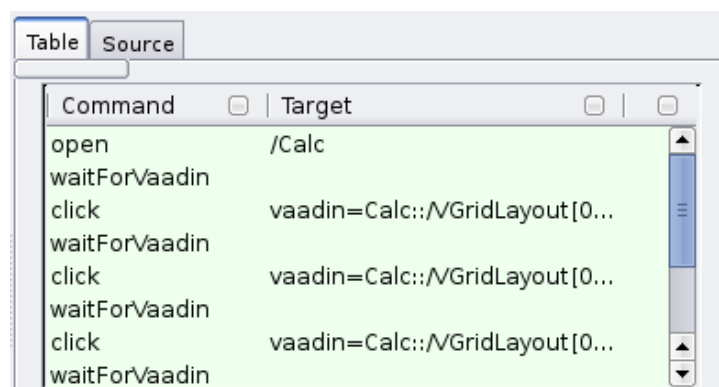 Table Source
Command Target
open /Calc
waitForVaadin
click vaadin=Calc::/VGridLayout[0...
waitForVaadin
click vaadin=Calc::/VGridLayout[0...
waitForVaadin
click vaadin=Calc::/VGridLayout[0...
waitForVaadin